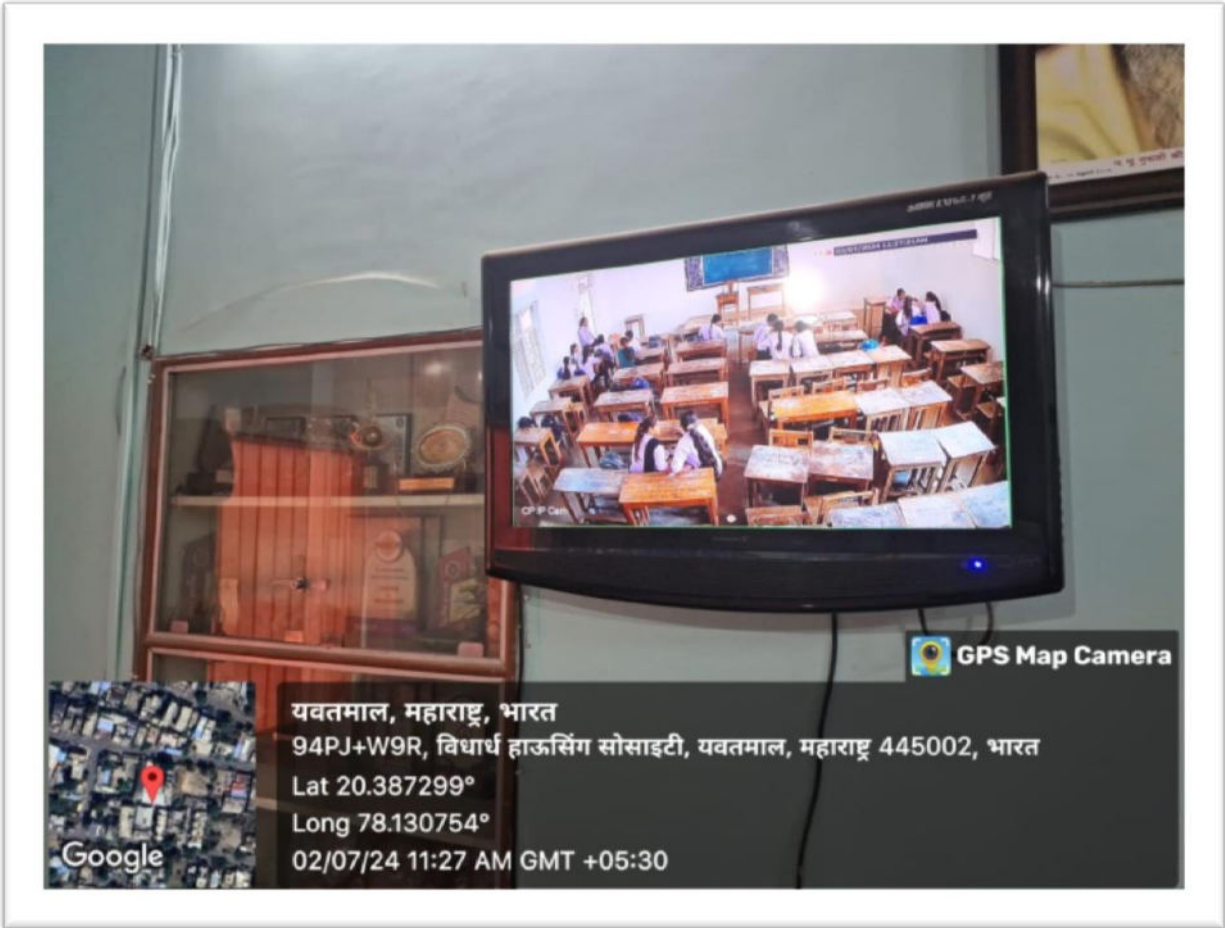 GPS Map Camera
यवतमाल, महाराष्ट्र, भारत
94PJ+W9R, विधार्थ हाऊसिंग सोसाइटी, यवतमाल, महाराष्ट्र 445002, भारत
Lat 20.387299°
Long 78.130754°
02/07/24 11:27 AM GMT +05:30
Google